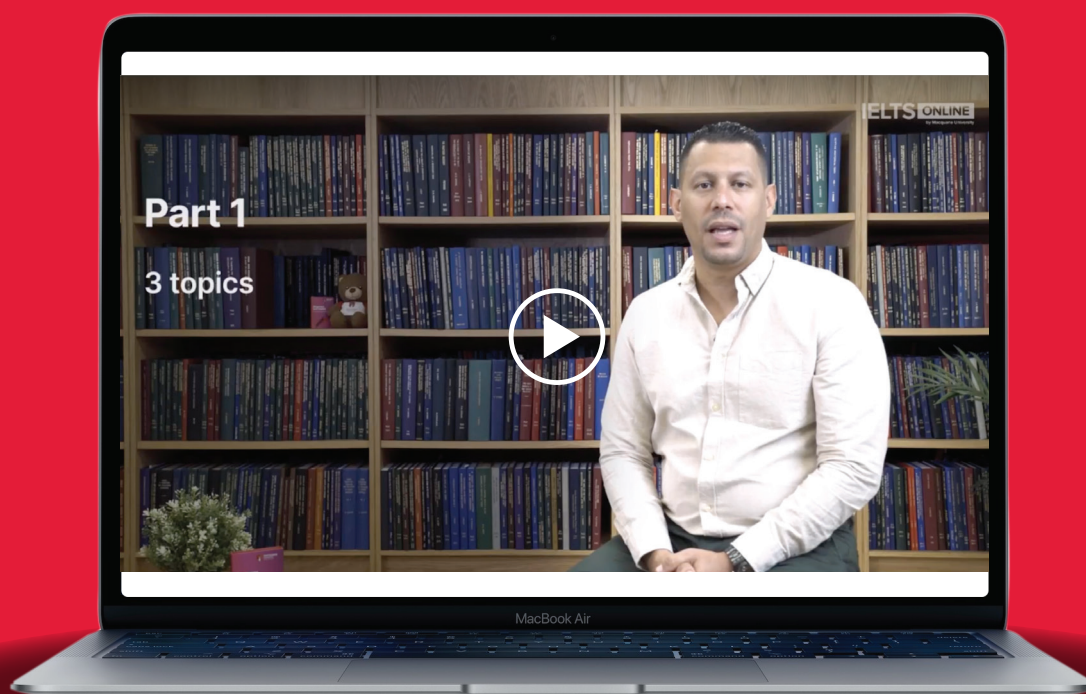 IELTS ONLINE
by Macquarie University
Part 1
3 topics
MacBook Air